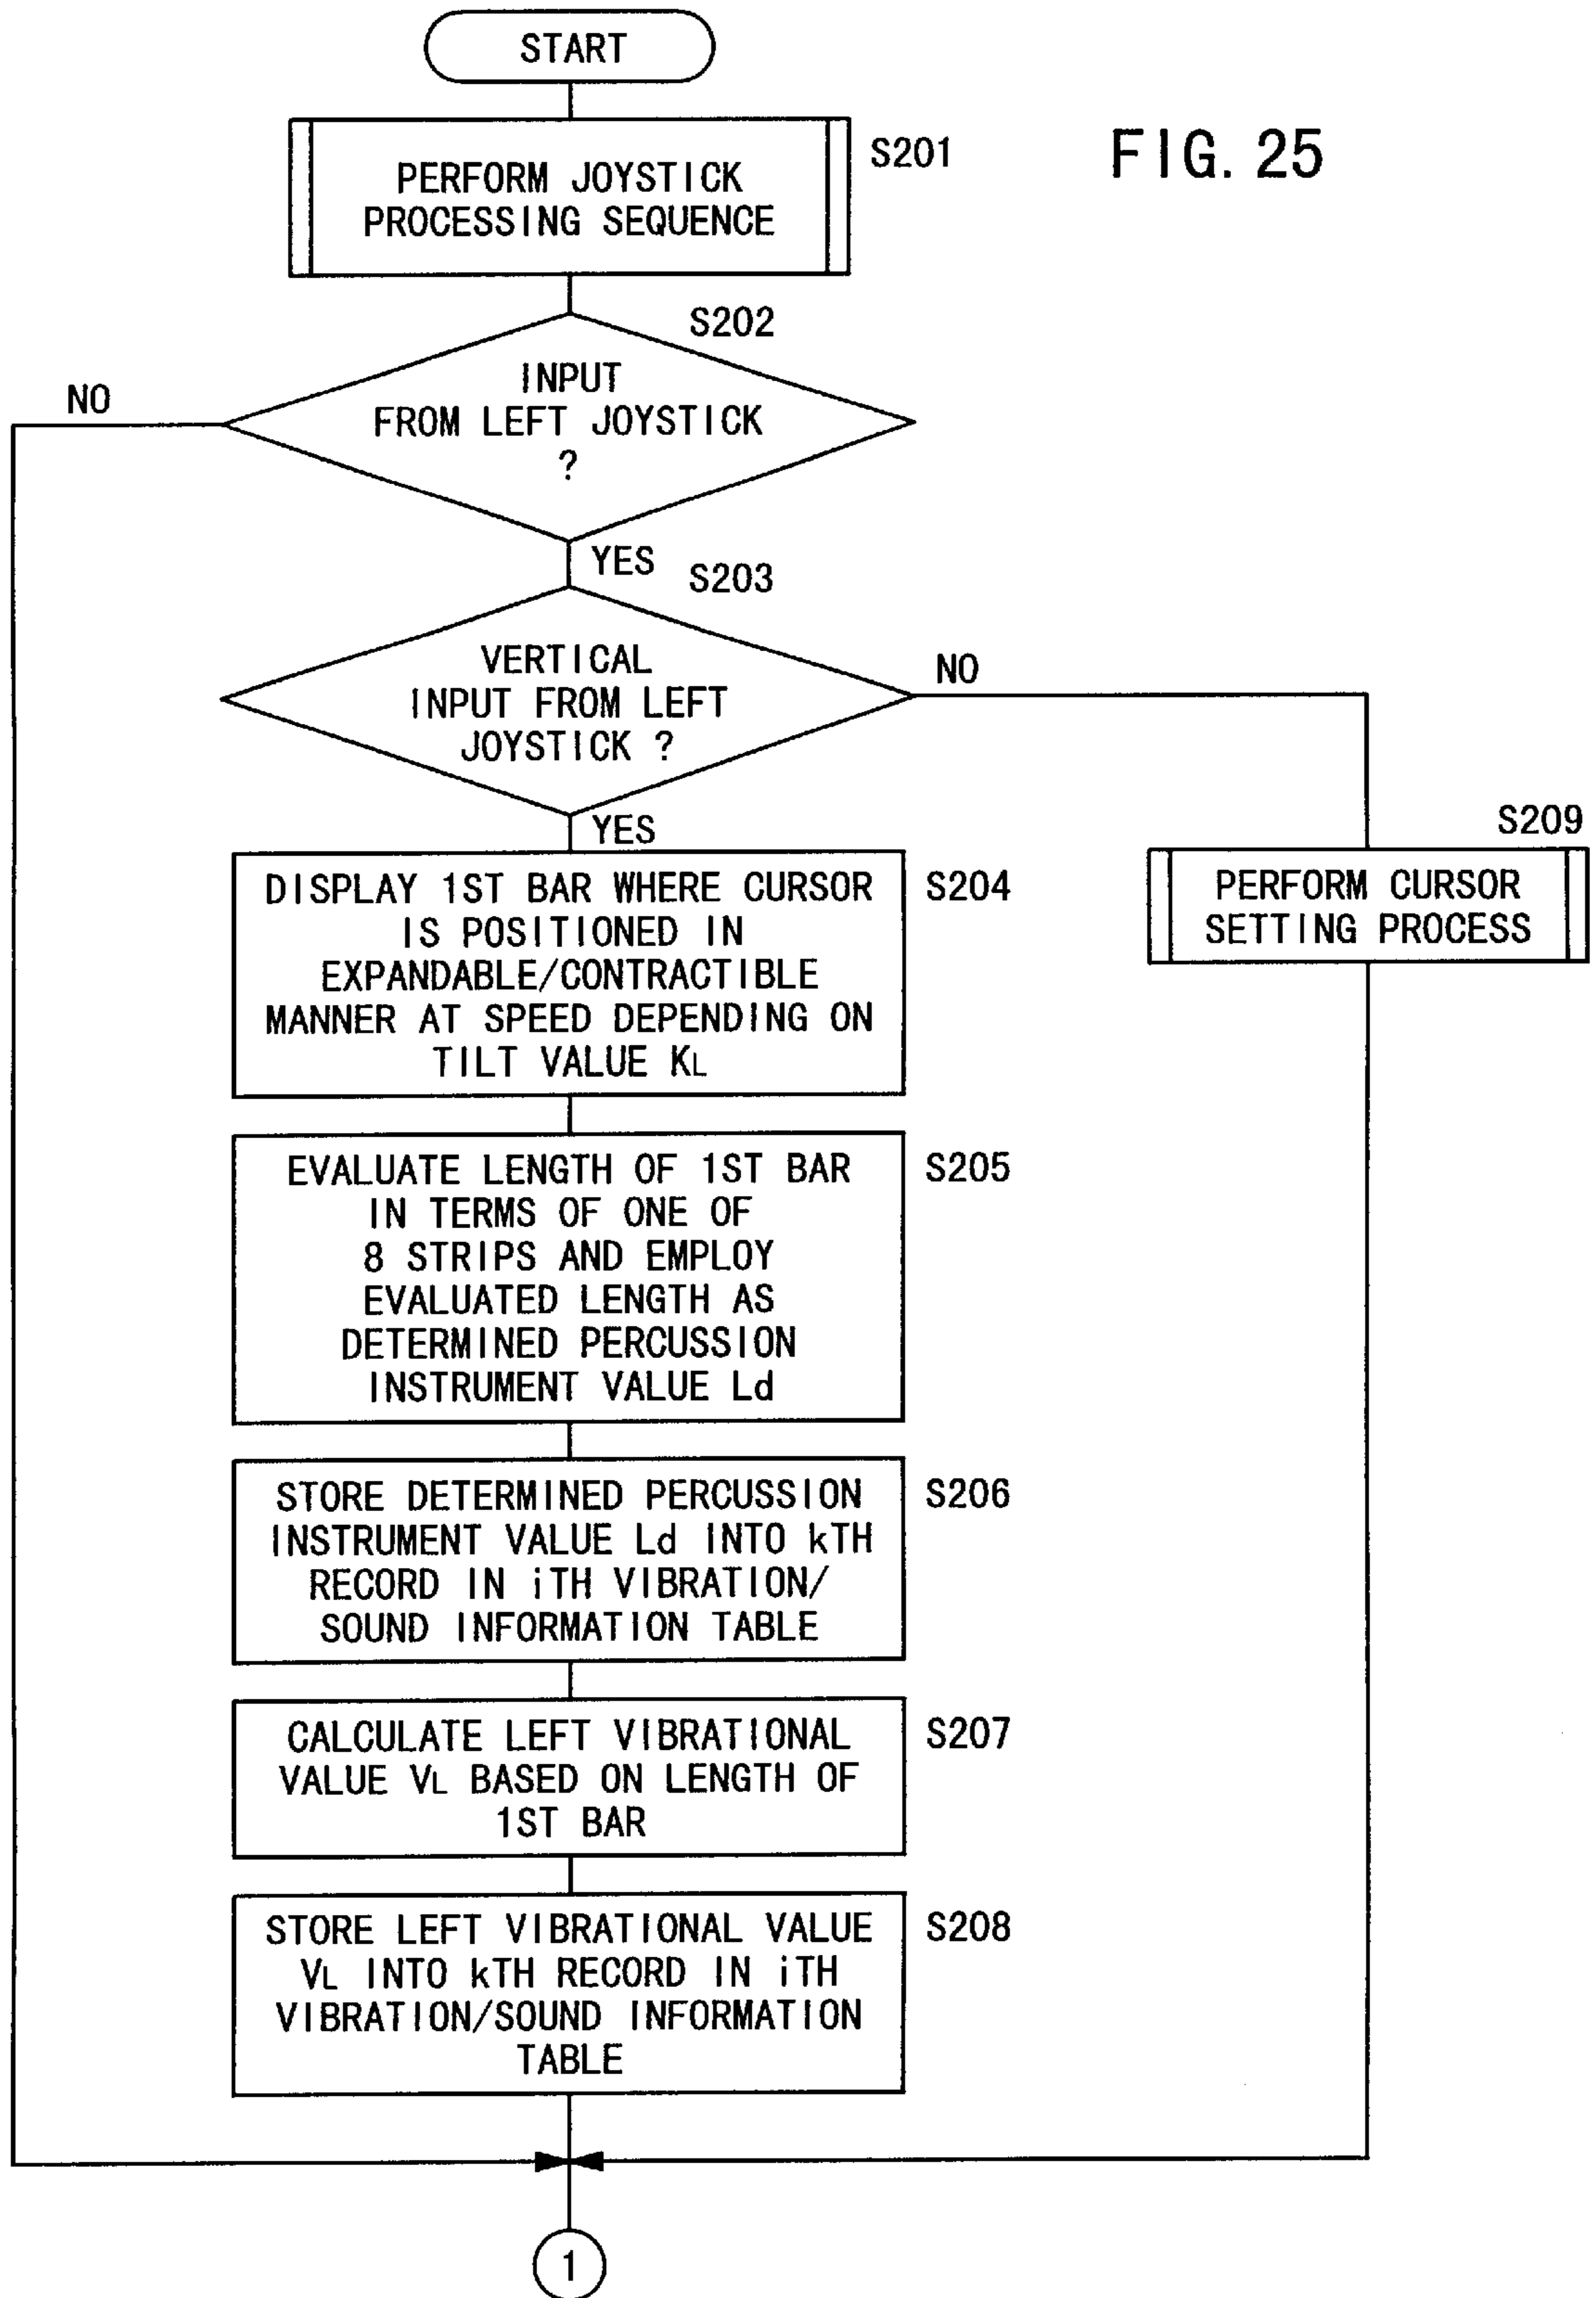 START
FIG. 25
S201
PERFORM JOYSTICK
PROCESSING SEQUENCE
S202
INPUT
FROM LEFT JOYSTICK
?
NO
YES
S203
VERTICAL
INPUT FROM LEFT
JOYSTICK ?
NO
YES
S204
DISPLAY 1ST BAR WHERE CURSOR
IS POSITIONED IN
EXPANDABLE/CONTRACTIBLE
MANNER AT SPEED DEPENDING ON
TILT VALUE KL
S209
PERFORM CURSOR
SETTING PROCESS
S205
EVALUATE LENGTH OF 1ST BAR
IN TERMS OF ONE OF
8 STRIPS AND EMPLOY
EVALUATED LENGTH AS
DETERMINED PERCUSSION
INSTRUMENT VALUE Ld
S206
STORE DETERMINED PERCUSSION
INSTRUMENT VALUE Ld INTO kTH
RECORD IN iTH VIBRATION/
SOUND INFORMATION TABLE
S207
CALCULATE LEFT VIBRATIONAL
VALUE VL BASED ON LENGTH OF
1ST BAR
S208
STORE LEFT VIBRATIONAL VALUE
VL INTO kTH RECORD IN iTH
VIBRATION/SOUND INFORMATION
TABLE
1